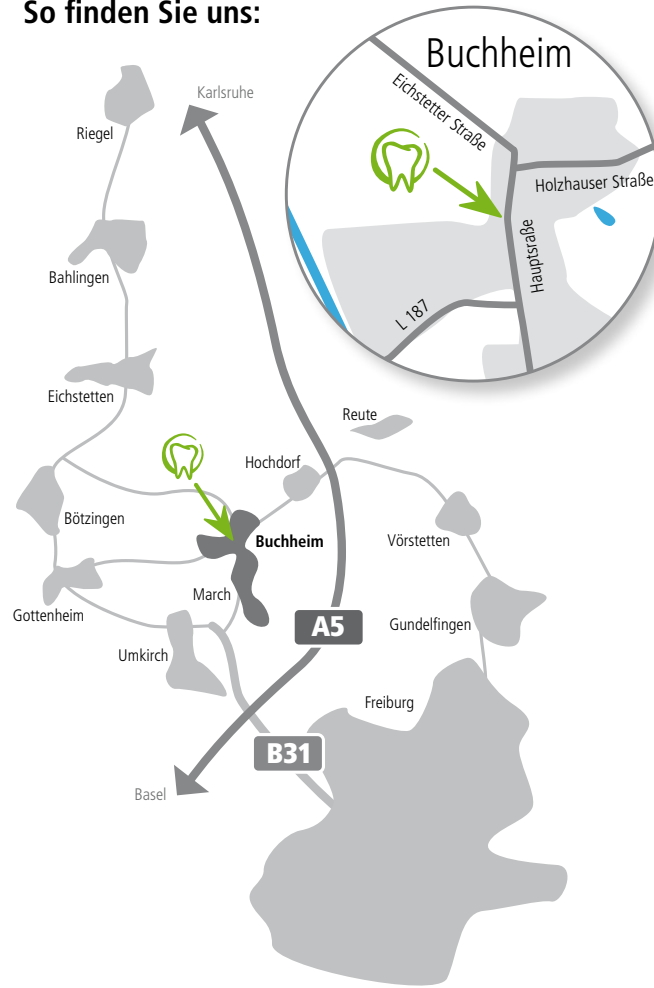 So finden Sie uns:
Buchheim
Eichstetter Straße
Holzhauser Straße
Hauptsraße
L 187
Karlsruhe
Riegel
Bahlingen
Eichstetten
Reute
Hochdorf
Bötzingen
Buchheim
Vörstetten
March
Gottenheim
A5
Gundelfingen
Umkirch
Freiburg
B31
Basel